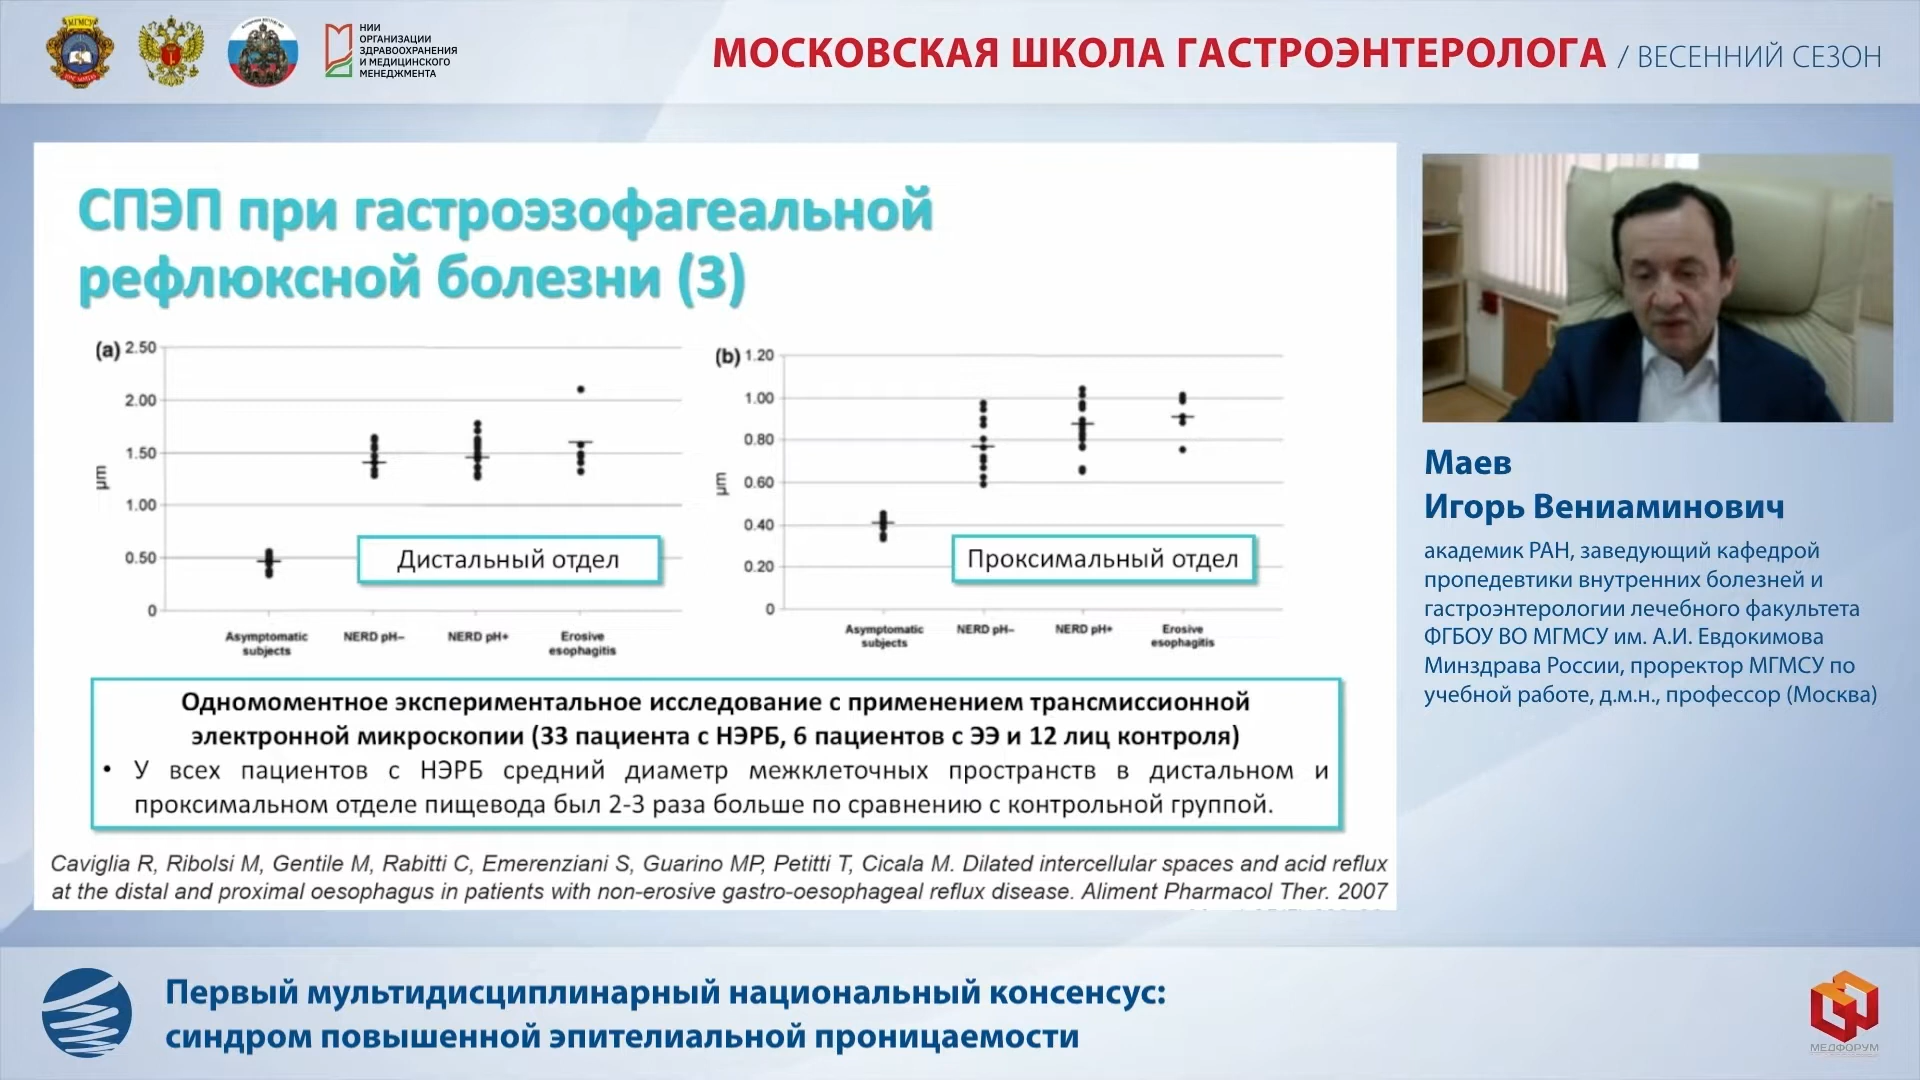 МГМСУ
НИИ
ОРГАНИЗАЦИИ
ЗДРАВООХРАНЕНИЯ
И МЕДИЦИНСКОГО
МЕНЕДЖМЕНТА
МОСКОВСКАЯ ШКОЛА ГАСТРОЭНТЕРОЛОГА / ВЕСЕННИЙ СЕЗОН
СПЭП при гастроэзофагеальной
рефлюксной болезни (3)
(a)
2.50
2.00
1.50
1.00
0.50
0
µm
Дистальный отдел
Asymptomatic
subjects
NERD pH–
NERD pH+
Erosive
esophagitis
(b)
1.20
1.00
0.80
0.60
0.40
0.20
0
µm
Проксимальный отдел
Asymptomatic
subjects
NERD pH–
NERD pH+
Erosive
esophagitis
Одномоментное экспериментальное исследование с применением трансмиссионной
электронной микроскопии (33 пациента с НЭРБ, 6 пациентов с ЭЭ и 12 лиц контроля)
• У всех пациентов с НЭРБ средний диаметр межклеточных пространств в дистальном и
проксимальном отделе пищевода был 2-3 раза больше по сравнению с контрольной группой.
Caviglia R, Ribolsi M, Gentile M, Rabitti C, Emerenziani S, Guarino MP, Petitti T, Cicala M. Dilated intercellular spaces and acid reflux
at the distal and proximal oesophagus in patients with non-erosive gastro-oesophageal reflux disease. Aliment Pharmacol Ther. 2007
Маев
Игорь Вениаминович
академик РАН, заведующий кафедрой
пропедевтики внутренних болезней и
гастроэнтерологии лечебного факультета
ФГБОУ ВО МГМСУ им. А.И. Евдокимова
Минздрава России, проректор МГМСУ по
учебной работе, д.м.н., профессор (Москва)
Первый мультидисциплинарный национальный консенсус:
синдром повышенной эпителиальной проницаемости
МЕДФОРУМ